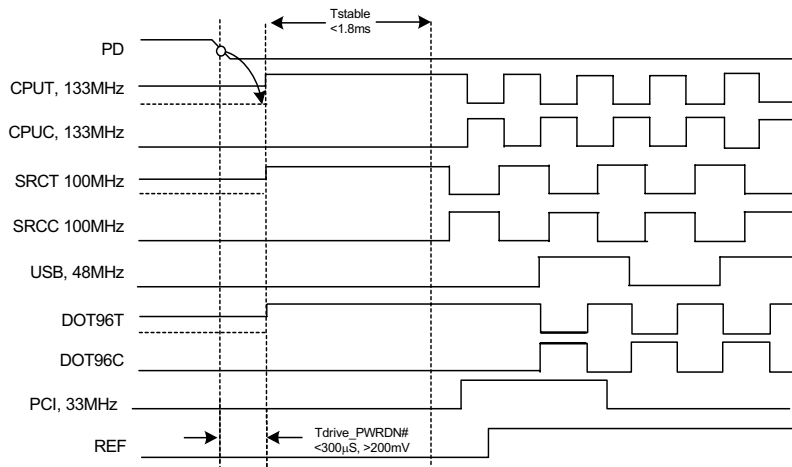 Tstable
<1.8ms
PD
CPUT, 133MHz
CPUC, 133MHz
SRCT 100MHz
SRCC 100MHz
USB, 48MHz
DOT96T
DOT96C
PCI, 33MHz
Tdrive_PWRDN#
<300µS, >200mV
REF